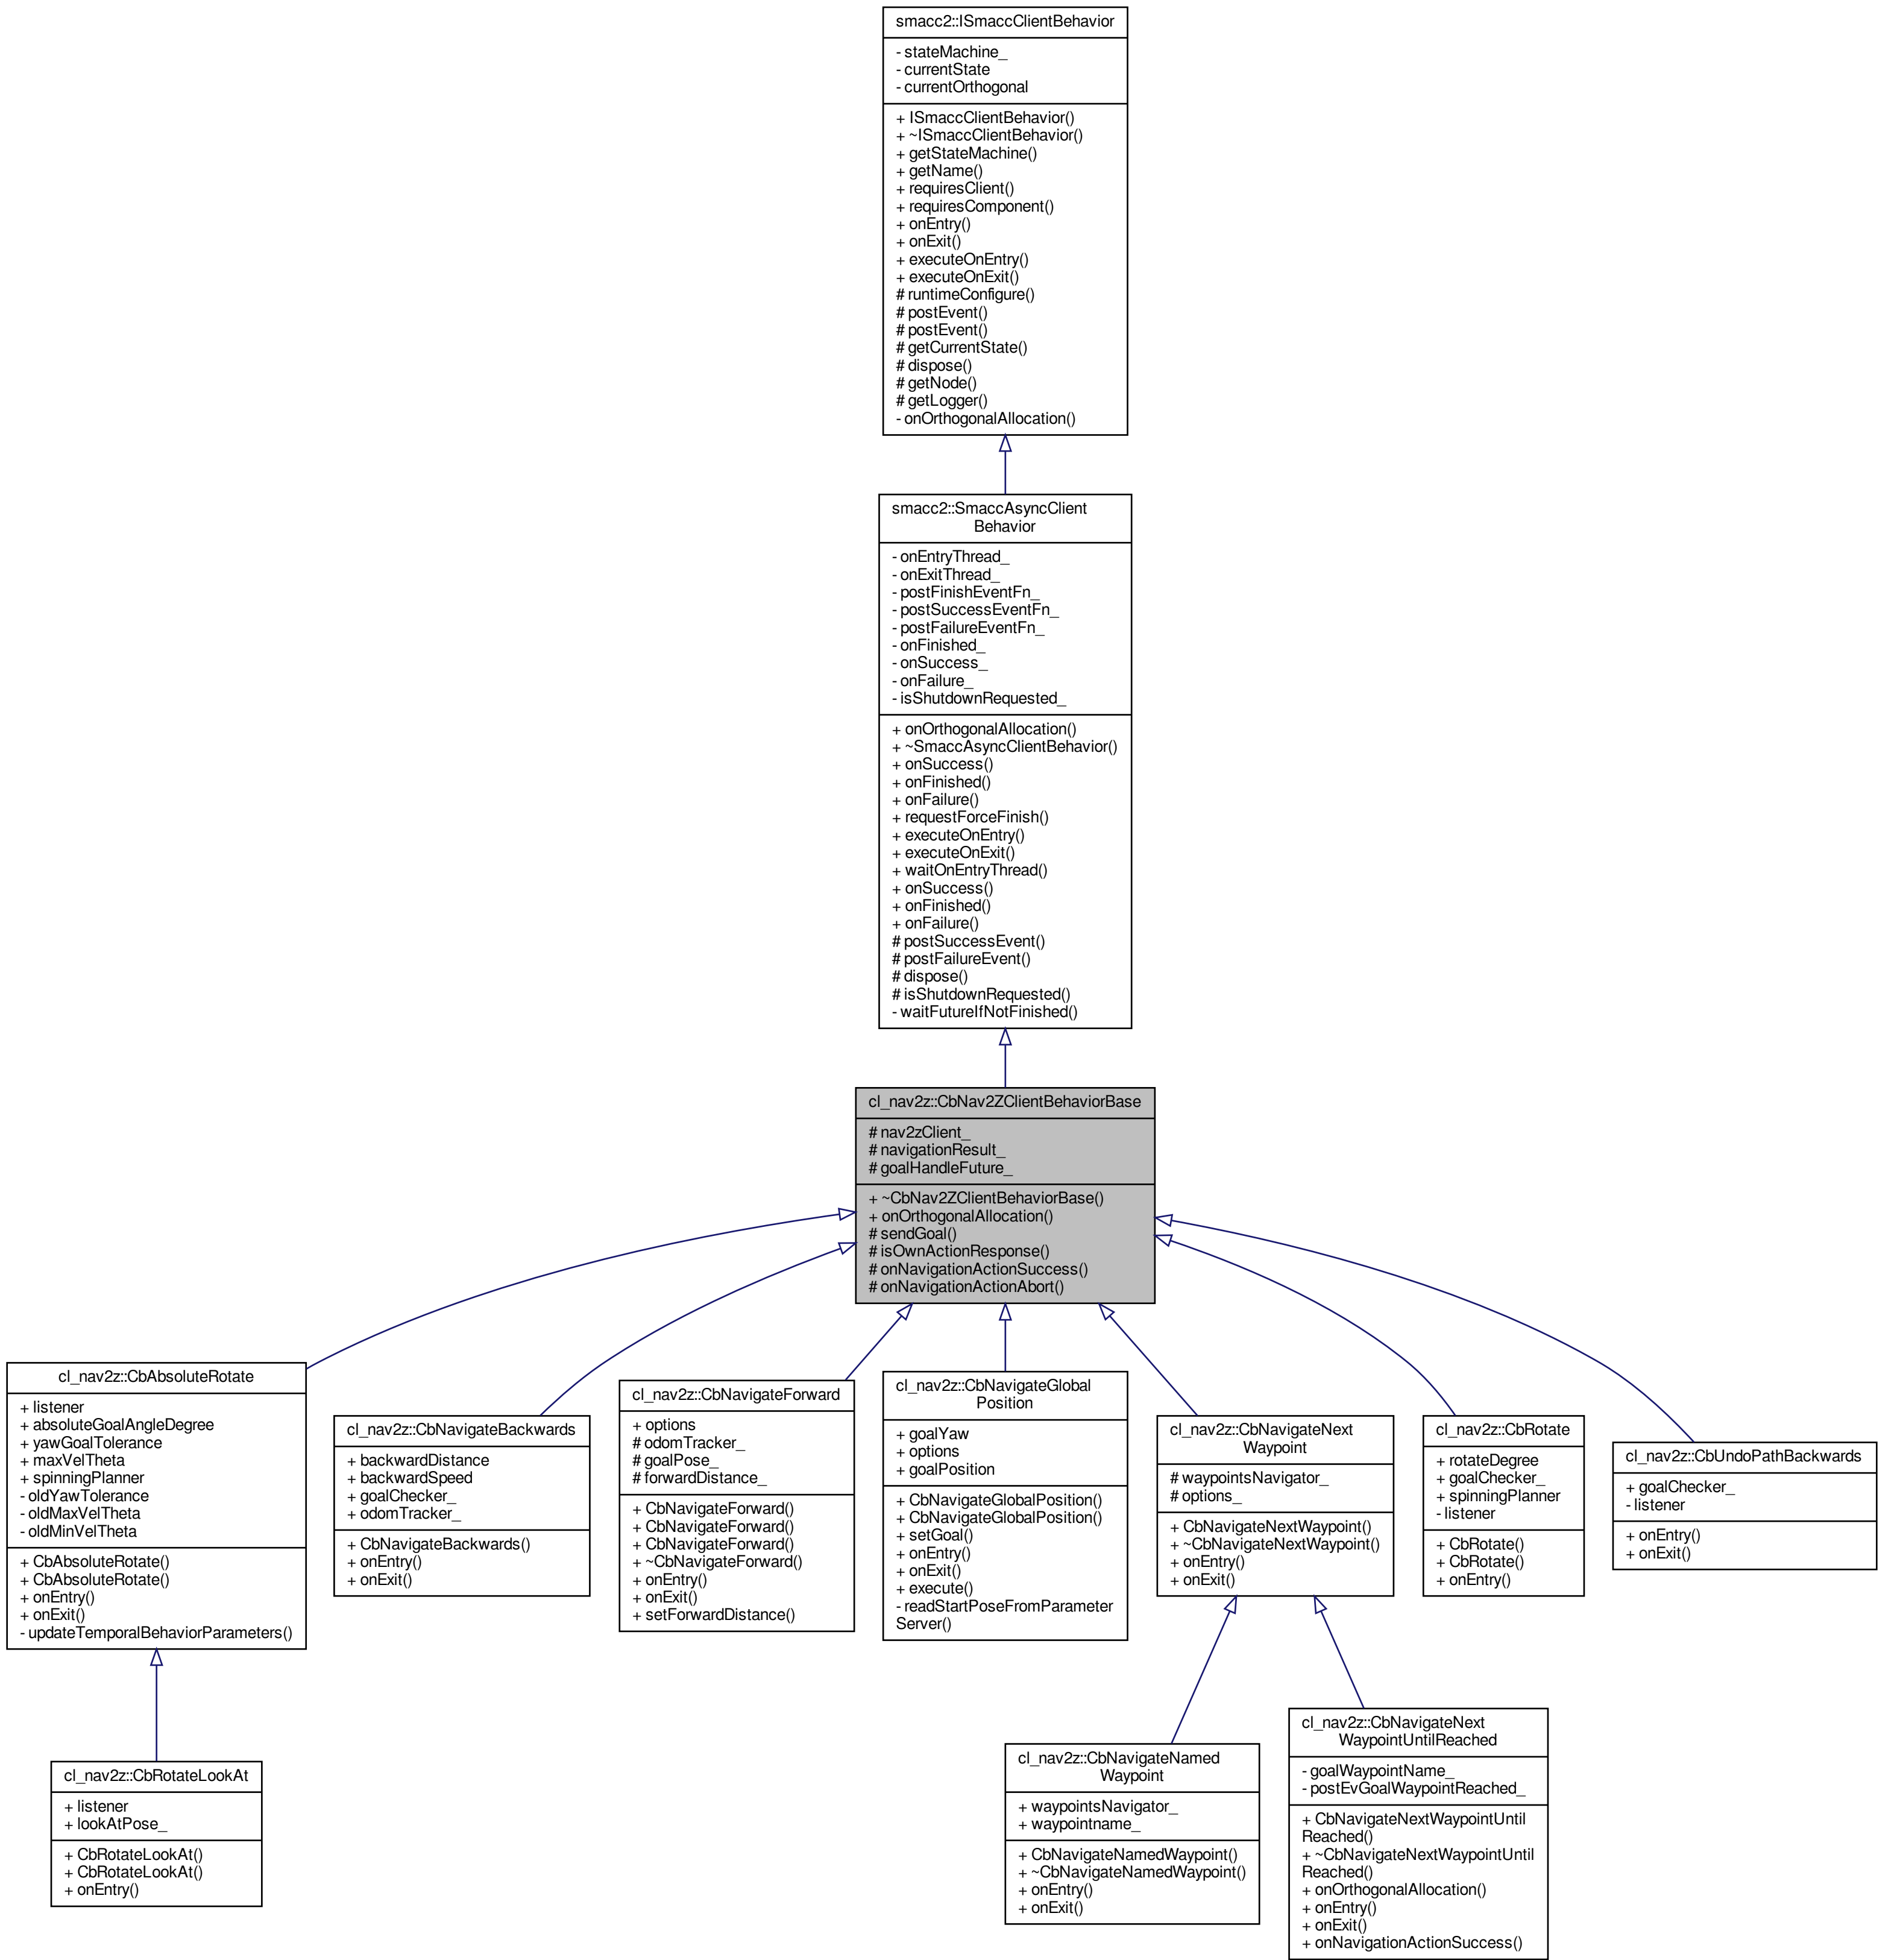 smacc2::ISmaccClientBehavior
- stateMachine_
- currentState
- currentOrthogonal
+ ISmaccClientBehavior()
+ ~ISmaccClientBehavior()
+ getStateMachine()
+ getName()
+ requiresClient()
+ requiresComponent()
+ onEntry()
+ onExit()
+ executeOnEntry()
+ executeOnExit()
# runtimeConfigure()
# postEvent()
# postEvent()
# getCurrentState()
# dispose()
# getNode()
# getLogger()
- onOrthogonalAllocation()
smacc2::SmaccAsyncClient
Behavior
- onEntryThread_
- onExitThread_
- postFinishEventFn_
- postSuccessEventFn_
- postFailureEventFn_
- onFinished_
- onSuccess_
- onFailure_
- isShutdownRequested_
+ onOrthogonalAllocation()
+ ~SmaccAsyncClientBehavior()
+ onSuccess()
+ onFinished()
+ onFailure()
+ requestForceFinish()
+ executeOnEntry()
+ executeOnExit()
+ waitOnEntryThread()
+ onSuccess()
+ onFinished()
+ onFailure()
# postSuccessEvent()
# postFailureEvent()
# dispose()
# isShutdownRequested()
- waitFutureIfNotFinished()
cl_nav2z::CbNav2ZClientBehaviorBase
# nav2zClient_
# navigationResult_
# goalHandleFuture_
+ ~CbNav2ZClientBehaviorBase()
+ onOrthogonalAllocation()
# sendGoal()
# isOwnActionResponse()
# onNavigationActionSuccess()
# onNavigationActionAbort()
cl_nav2z::CbAbsoluteRotate
+ listener
+ absoluteGoalAngleDegree
+ yawGoalTolerance
+ maxVelTheta
+ spinningPlanner
- oldYawTolerance
- oldMaxVelTheta
- oldMinVelTheta
+ CbAbsoluteRotate()
+ CbAbsoluteRotate()
+ onEntry()
+ onExit()
- updateTemporalBehaviorParameters()
cl_nav2z::CbNavigateBackwards
+ backwardDistance
+ backwardSpeed
+ goalChecker_
+ odomTracker_
+ CbNavigateBackwards()
+ onEntry()
+ onExit()
cl_nav2z::CbNavigateForward
+ options
# odomTracker_
# goalPose_
# forwardDistance_
+ CbNavigateForward()
+ CbNavigateForward()
+ CbNavigateForward()
+ ~CbNavigateForward()
+ onEntry()
+ onExit()
+ setForwardDistance()
cl_nav2z::CbNavigateGlobal
Position
+ goalYaw
+ options
+ goalPosition
+ CbNavigateGlobalPosition()
+ CbNavigateGlobalPosition()
+ setGoal()
+ onEntry()
+ onExit()
+ execute()
- readStartPoseFromParameter
Server()
cl_nav2z::CbNavigateNext
Waypoint
# waypointsNavigator_
# options_
+ CbNavigateNextWaypoint()
+ ~CbNavigateNextWaypoint()
+ onEntry()
+ onExit()
cl_nav2z::CbRotate
+ rotateDegree
+ goalChecker_
+ spinningPlanner
- listener
+ CbRotate()
+ CbRotate()
+ onEntry()
cl_nav2z::CbUndoPathBackwards
+ goalChecker_
- listener
+ onEntry()
+ onExit()
cl_nav2z::CbRotateLookAt
+ listener
+ lookAtPose_
+ CbRotateLookAt()
+ CbRotateLookAt()
+ onEntry()
cl_nav2z::CbNavigateNamed
Waypoint
+ waypointsNavigator_
+ waypointname_
+ CbNavigateNamedWaypoint()
+ ~CbNavigateNamedWaypoint()
+ onEntry()
+ onExit()
cl_nav2z::CbNavigateNext
WaypointUntilReached
- goalWaypointName_
- postEvGoalWaypointReached_
+ CbNavigateNextWaypointUntil
Reached()
+ ~CbNavigateNextWaypointUntil
Reached()
+ onOrthogonalAllocation()
+ onEntry()
+ onExit()
+ onNavigationActionSuccess()